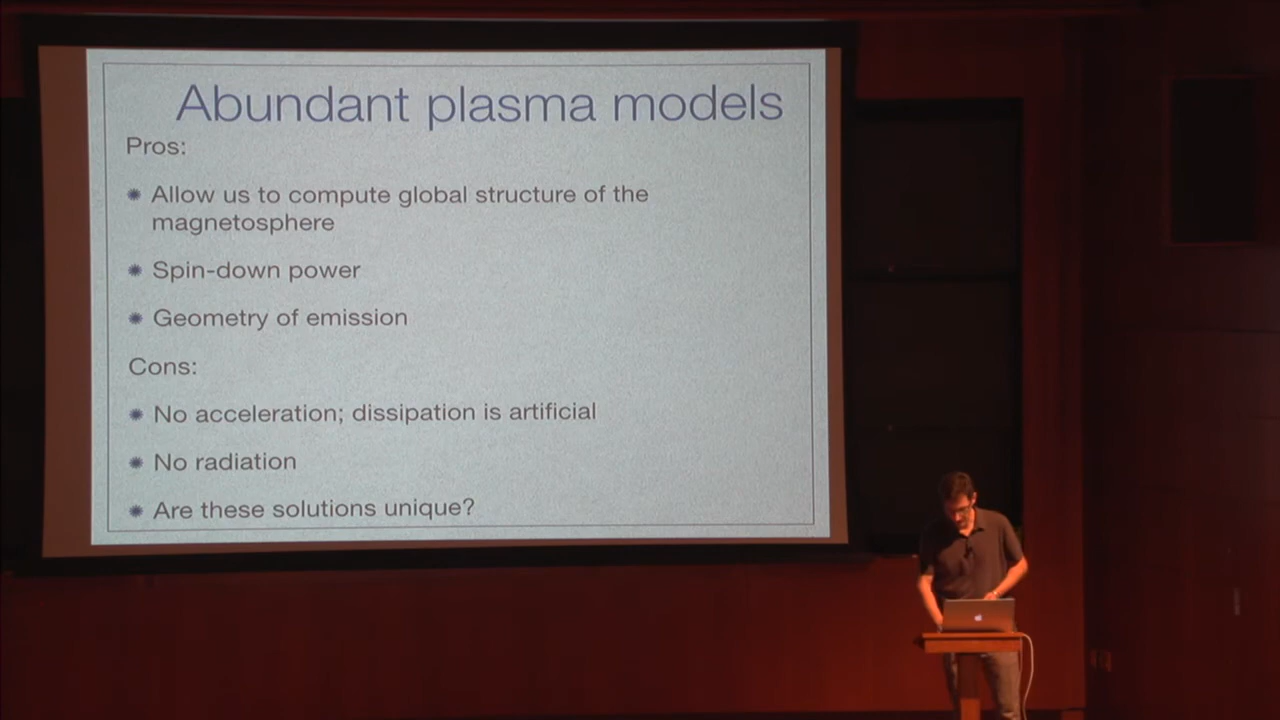 Abundant plasma models
Pros:
Allow us to compute global structure of the
magnetosphere
Spin-down power
Geometry of emission
Cons:
No acceleration; dissipation is artificial
No radiation
Are these solutions unique?